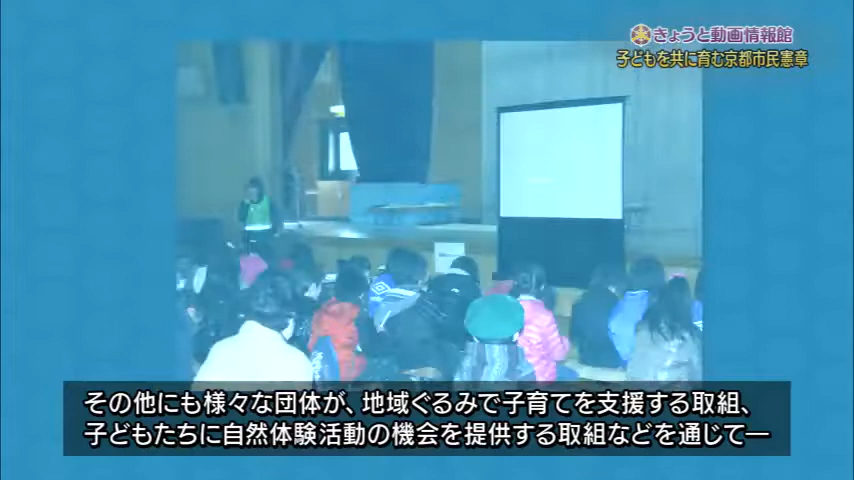 きょうと動画情報館
子どもを共に育む京都市民憲章
その他にも様々な団体が、地域ぐるみで子育てを支援する取組、
子どもたちに自然体験活動の機会を提供する取組などを通じて―